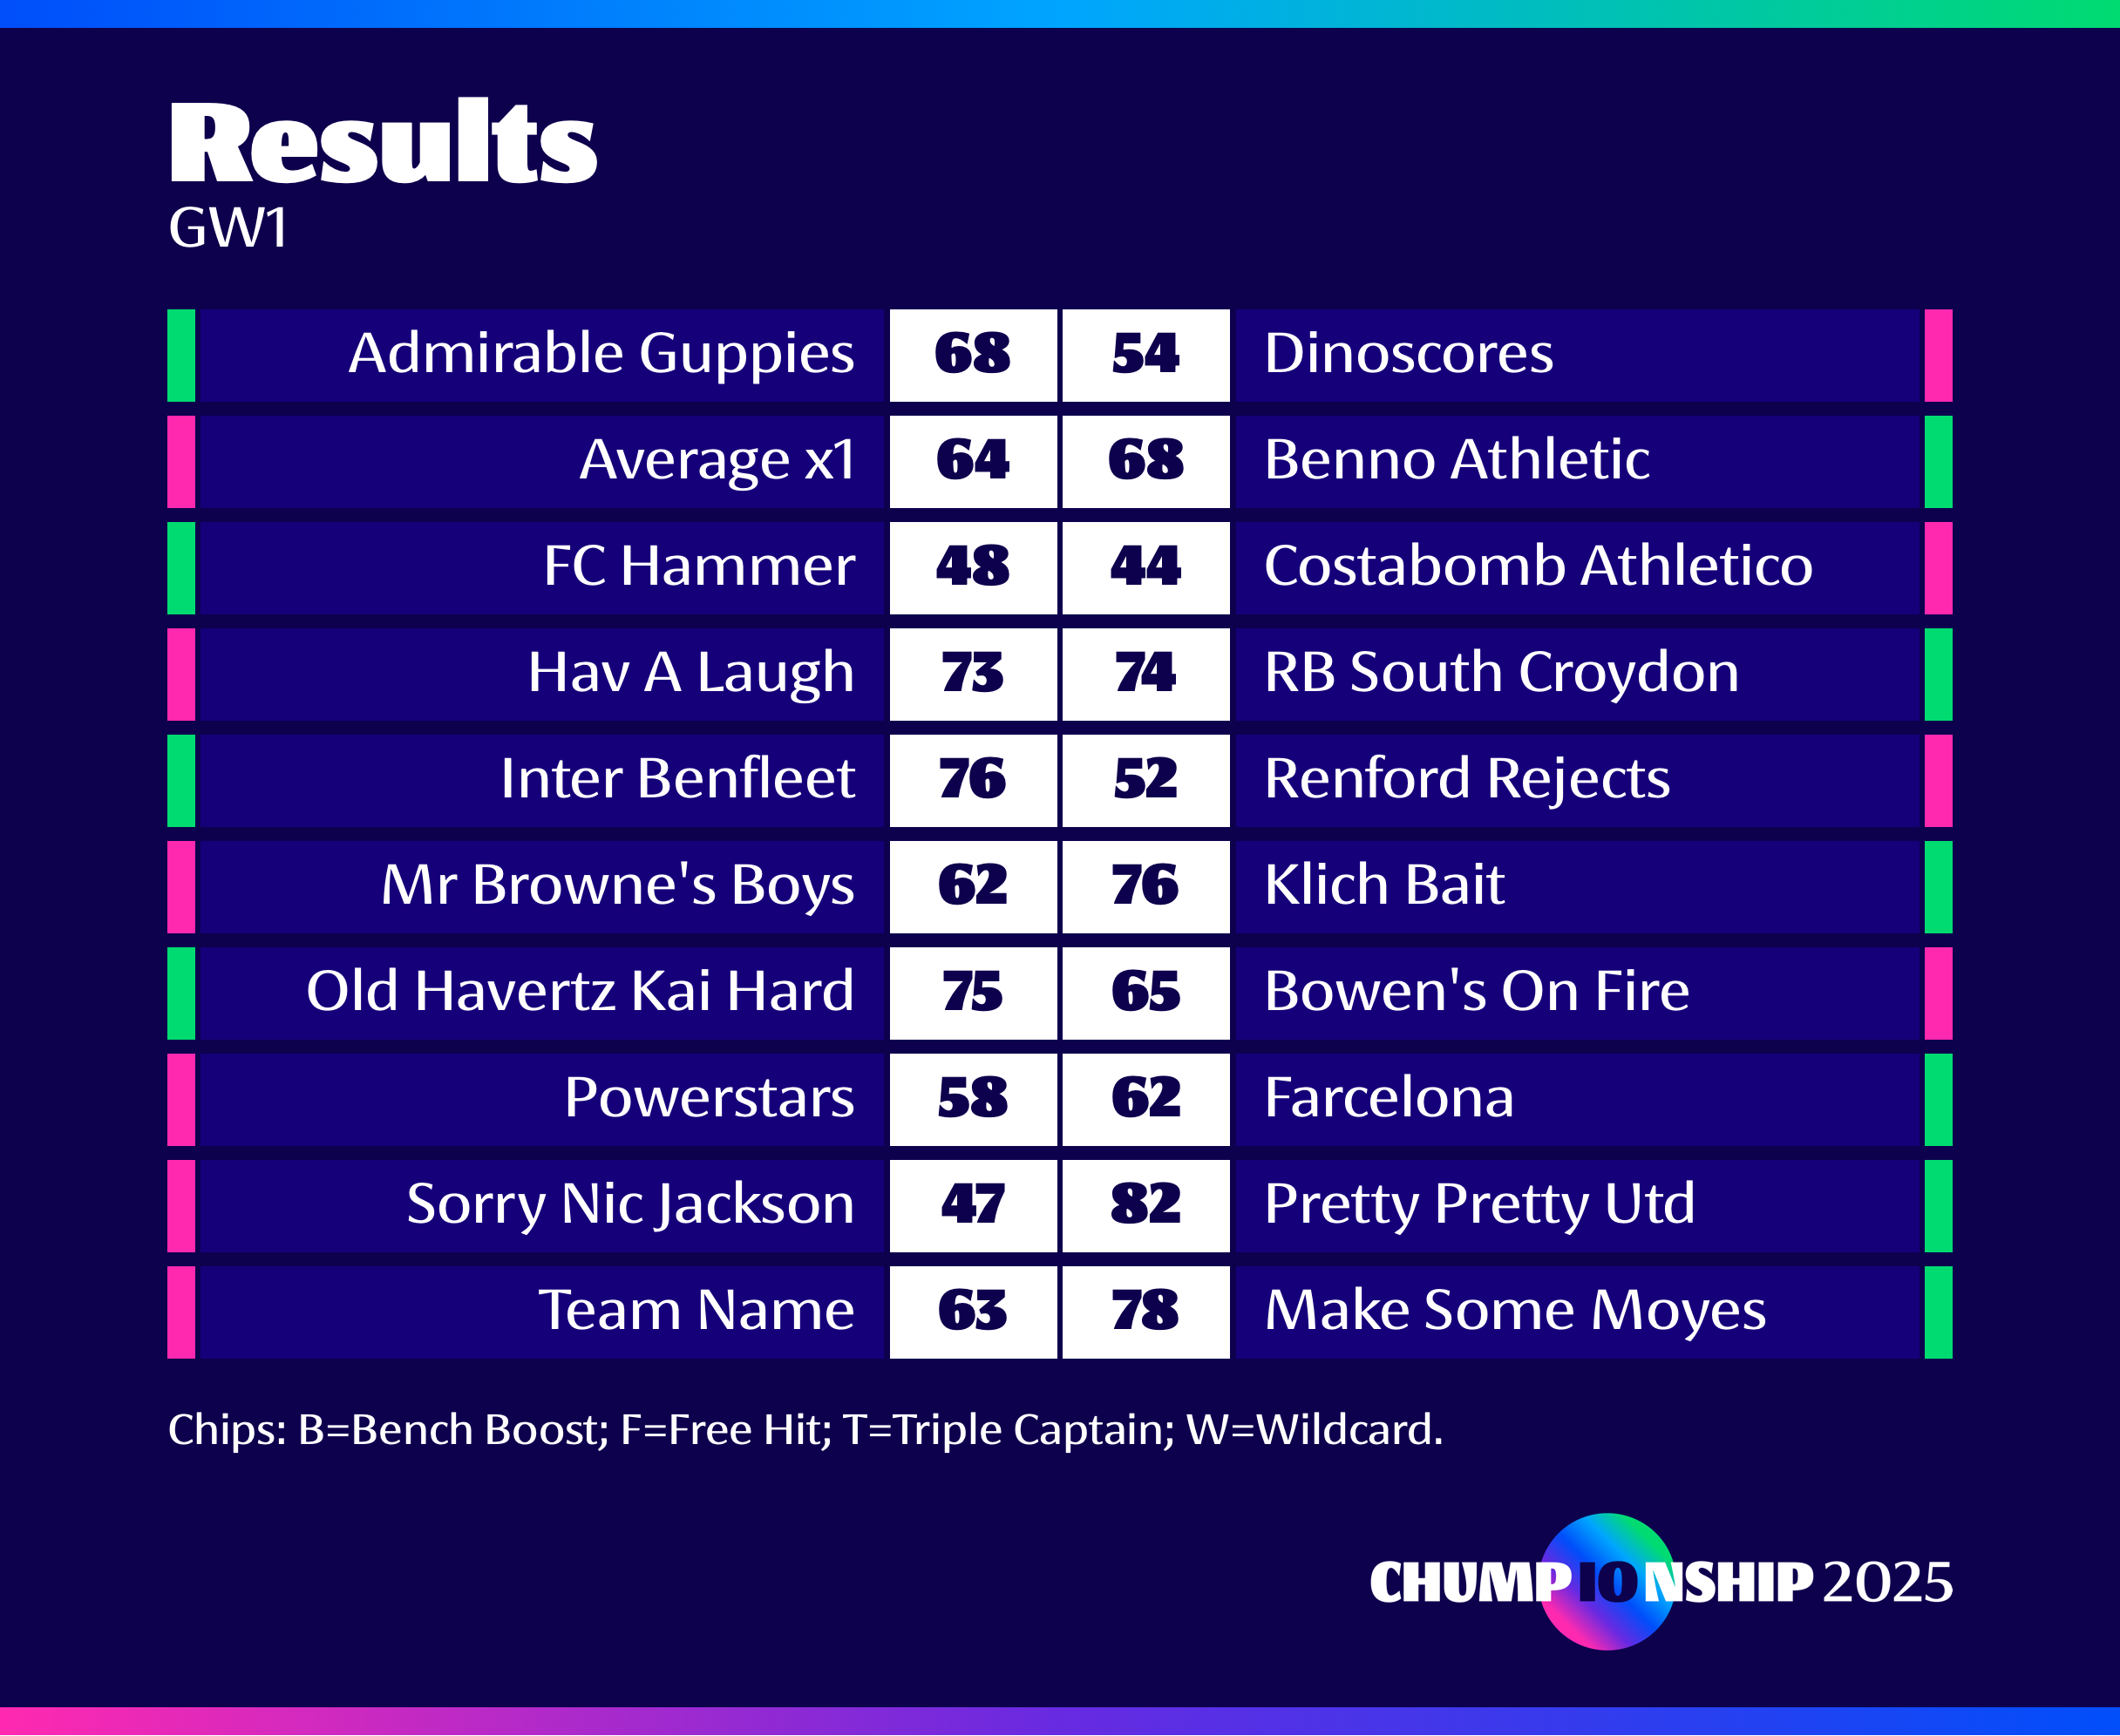 Results
GW1
Admirable Guppies 68 54 Dinoscores
Average x1 64 68 Benno Athletic
FC Hammer 48 44 Costabomb Athletico
Hav A Laugh 73 74 RB South Croydon
Inter Benfleet 76 52 Renford Rejects
Mr Browne's Boys 62 76 Klich Bait
Old Havertz Kai Hard 75 65 Bowen's On Fire
Powerstars 58 62 Farcelona
Sorry Nic Jackson 47 82 Pretty Pretty Utd
Team Name 63 78 Make Some Moyes
Chips: B=Bench Boost; F=Free Hit; T=Triple Captain; W=Wildcard.
CHUMPIONSHIP 2025